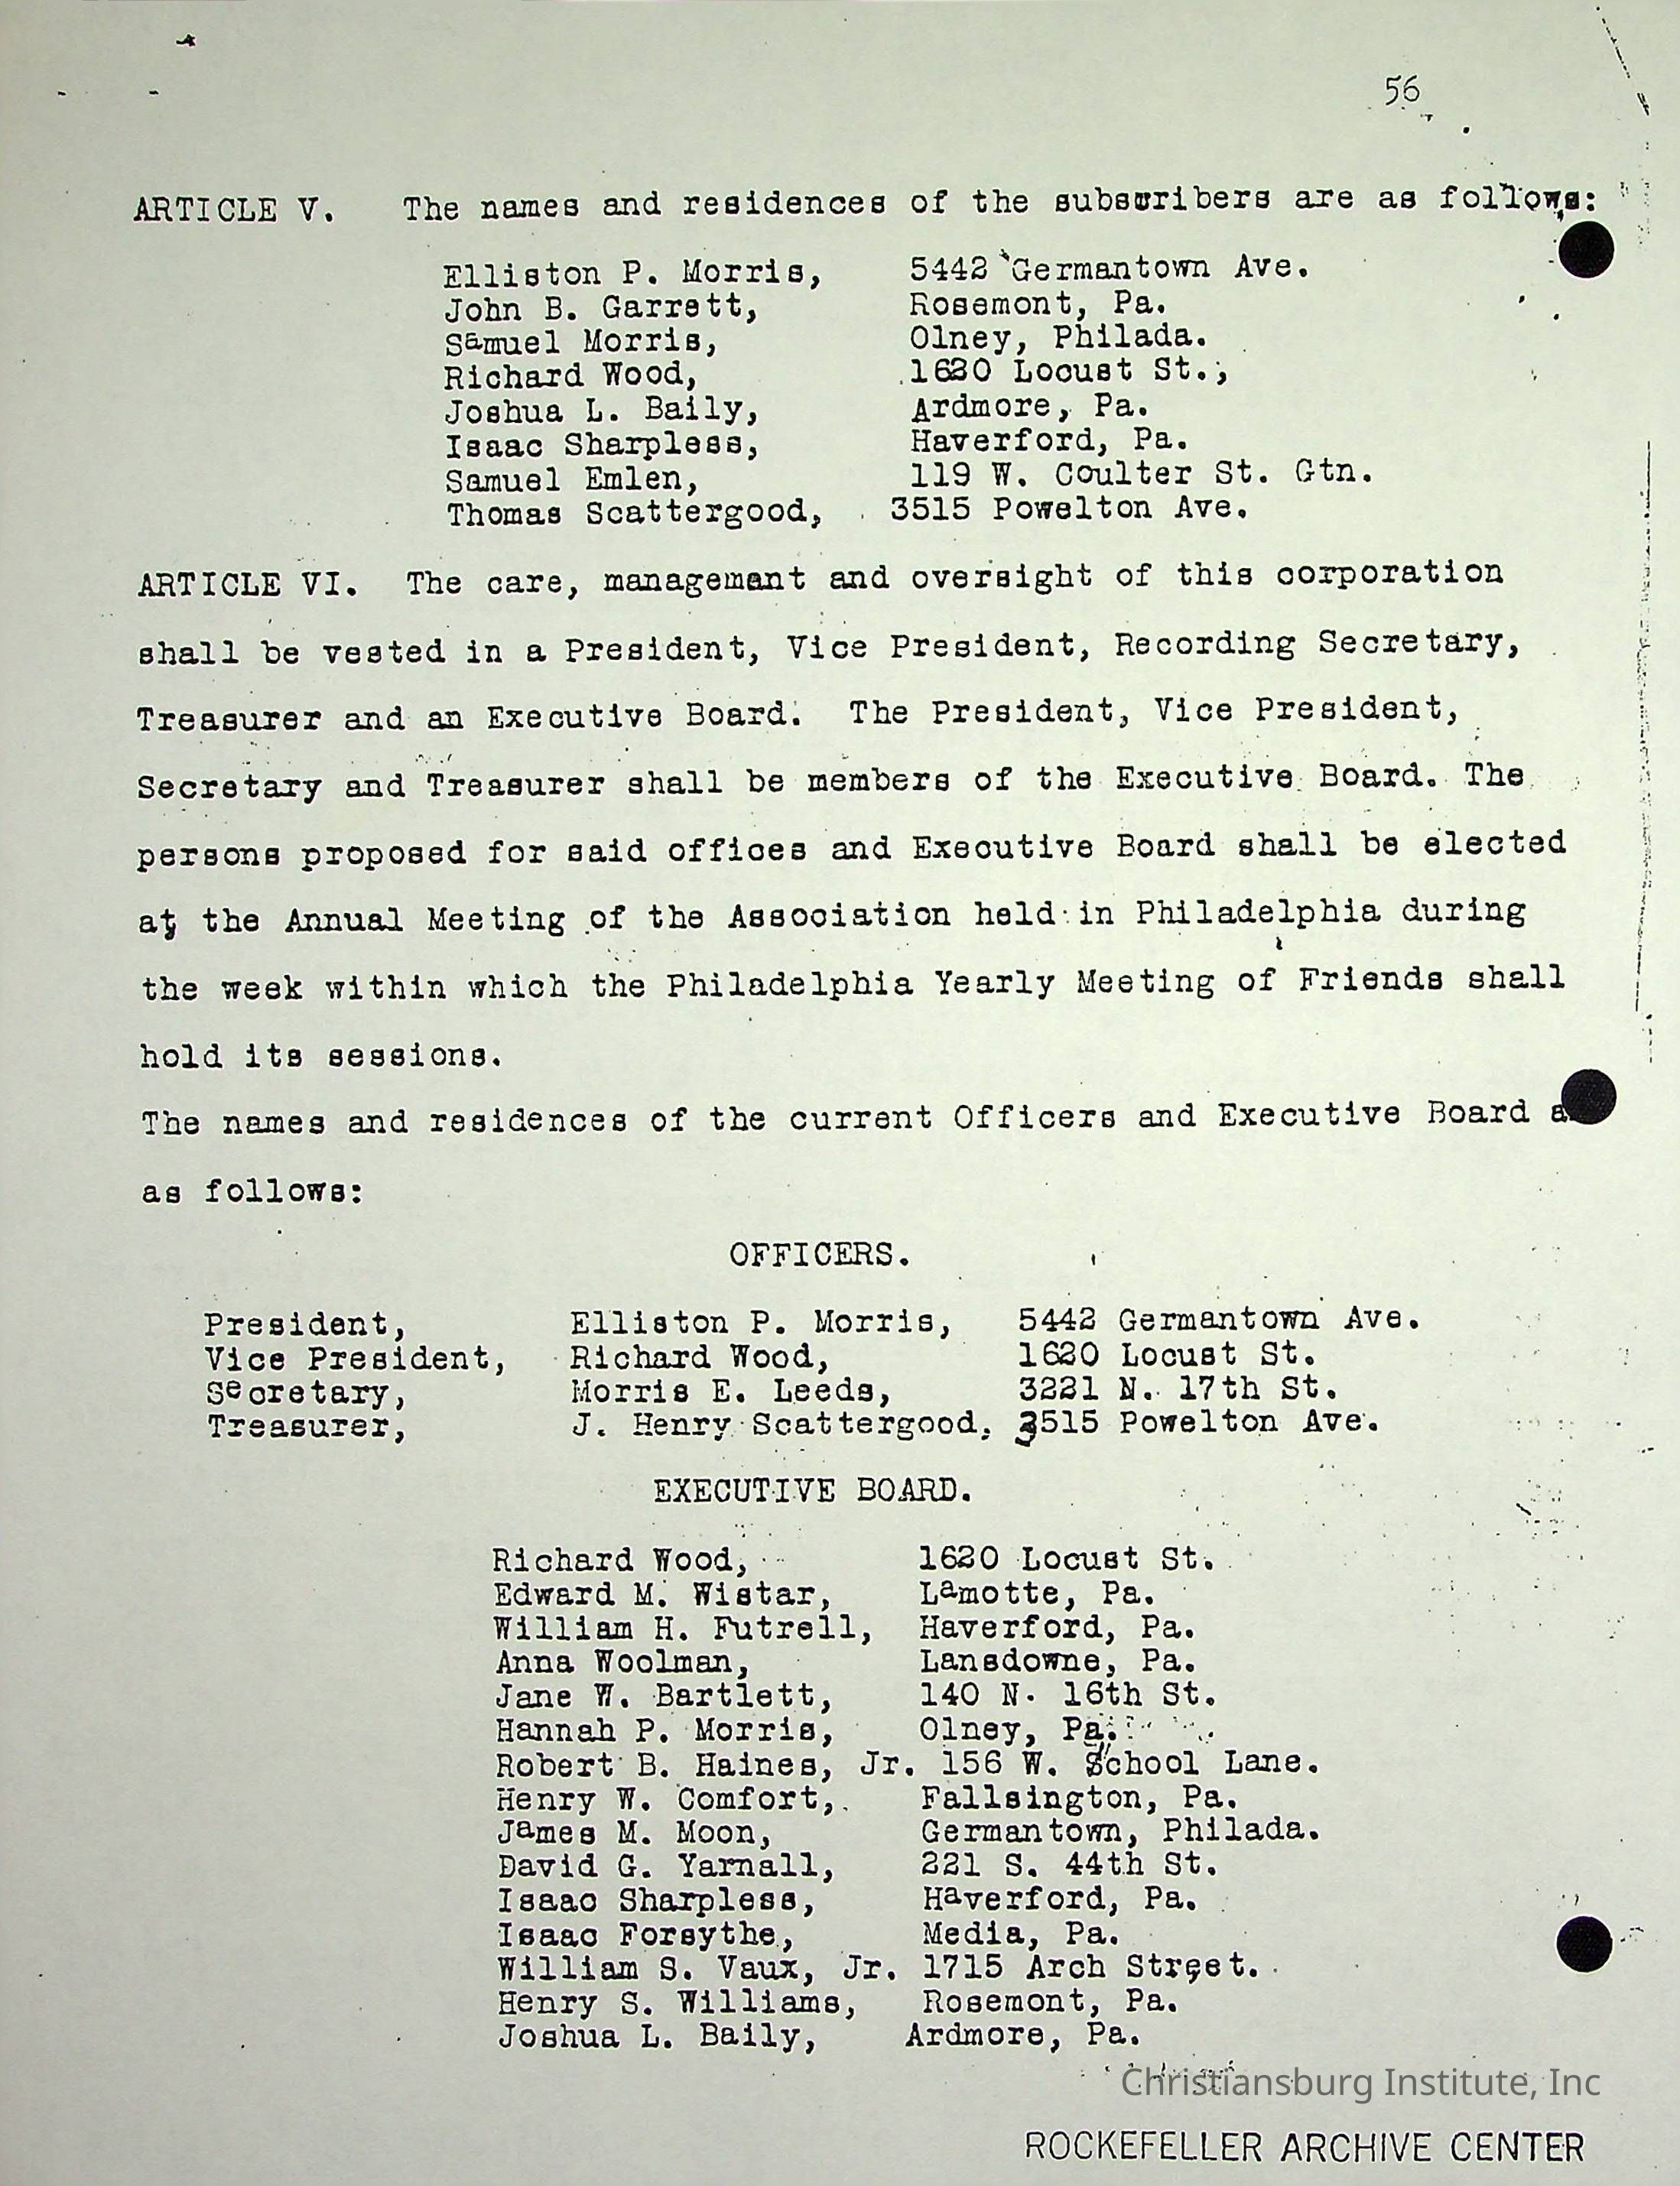 56
ARTICLE V. The names and residences of the subscribers are as follows:
Elliston P. Morris, 5442 Germantown Ave.
John B. Garrett, Rosemont, Pa.
Samuel Morris, Olney, Philada.
Richard Wood, 1620 Locust St.,
Joshua L. Baily, Ardmore, Pa.
Isaac Sharpless, Haverford, Pa.
Samuel Emlen, 119 W. Coulter St. Gtn.
Thomas Scattergood, 3515 Powelton Ave.
ARTICLE VI. The care, management and oversight of this corporation
shall be vested in a President, Vice President, Recording Secretary,
Treasurer and an Executive Board. The President, Vice President,
Secretary and Treasurer shall be members of the Executive Board. The
persons proposed for said offices and Executive Board shall be elected
at the Annual Meeting of the Association held in Philadelphia during
the week within which the Philadelphia Yearly Meeting of Friends shall
hold its sessions.
The names and residences of the current Officers and Executive Board
as follows:
OFFICERS.
President, Elliston P. Morris, 5442 Germantown Ave.
Vice President, Richard Wood, 1620 Locust St.
Secretary, Morris E. Leeds, 3221 N. 17th St.
Treasurer, J. Henry Scattergood, 3515 Powelton Ave.
EXECUTIVE BOARD.
Richard Wood, 1620 Locust St.
Edward M. Wistar, Lamotte, Pa.
William H. Futrell, Haverford, Pa.
Anna Woolman, Lansdowne, Pa.
Jane W. Bartlett, 140 N. 16th St.
Hannah P. Morris, Olney, Pa.
Robert B. Haines, Jr. 156 W. School Lane.
Henry W. Comfort, Fallsington, Pa.
James M. Moon, Germantown, Philada.
David G. Yarnall, 221 S. 44th St.
Isaac Sharpless, Haverford, Pa.
Isaac Forsythe, Media, Pa.
William S. Vaux, Jr. 1715 Arch Street.
Henry S. Williams, Rosemont, Pa.
Joshua L. Baily, Ardmore, Pa.
Christiansburg Institute, Inc
ROCKEFELLER ARCHIVE CENTER